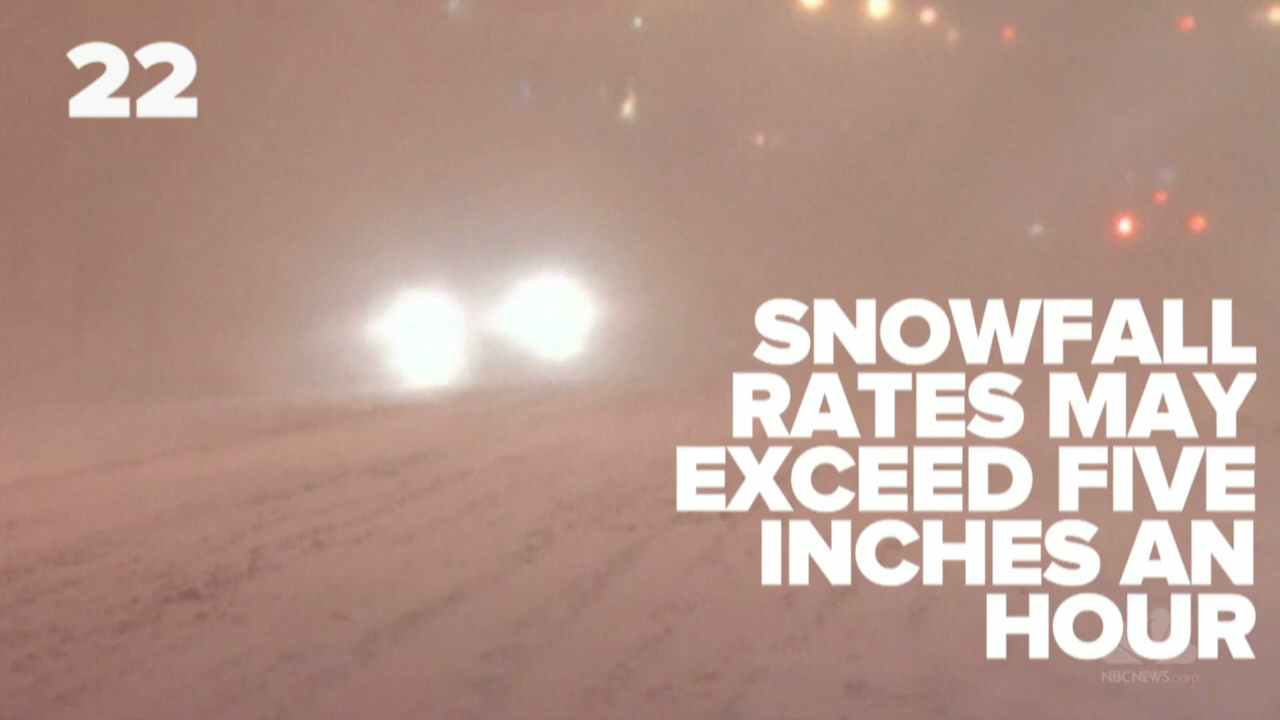 22
SNOWFALL
RATES MAY
EXCEED FIVE
INCHES AN
HOUR
NBCNEWS.com